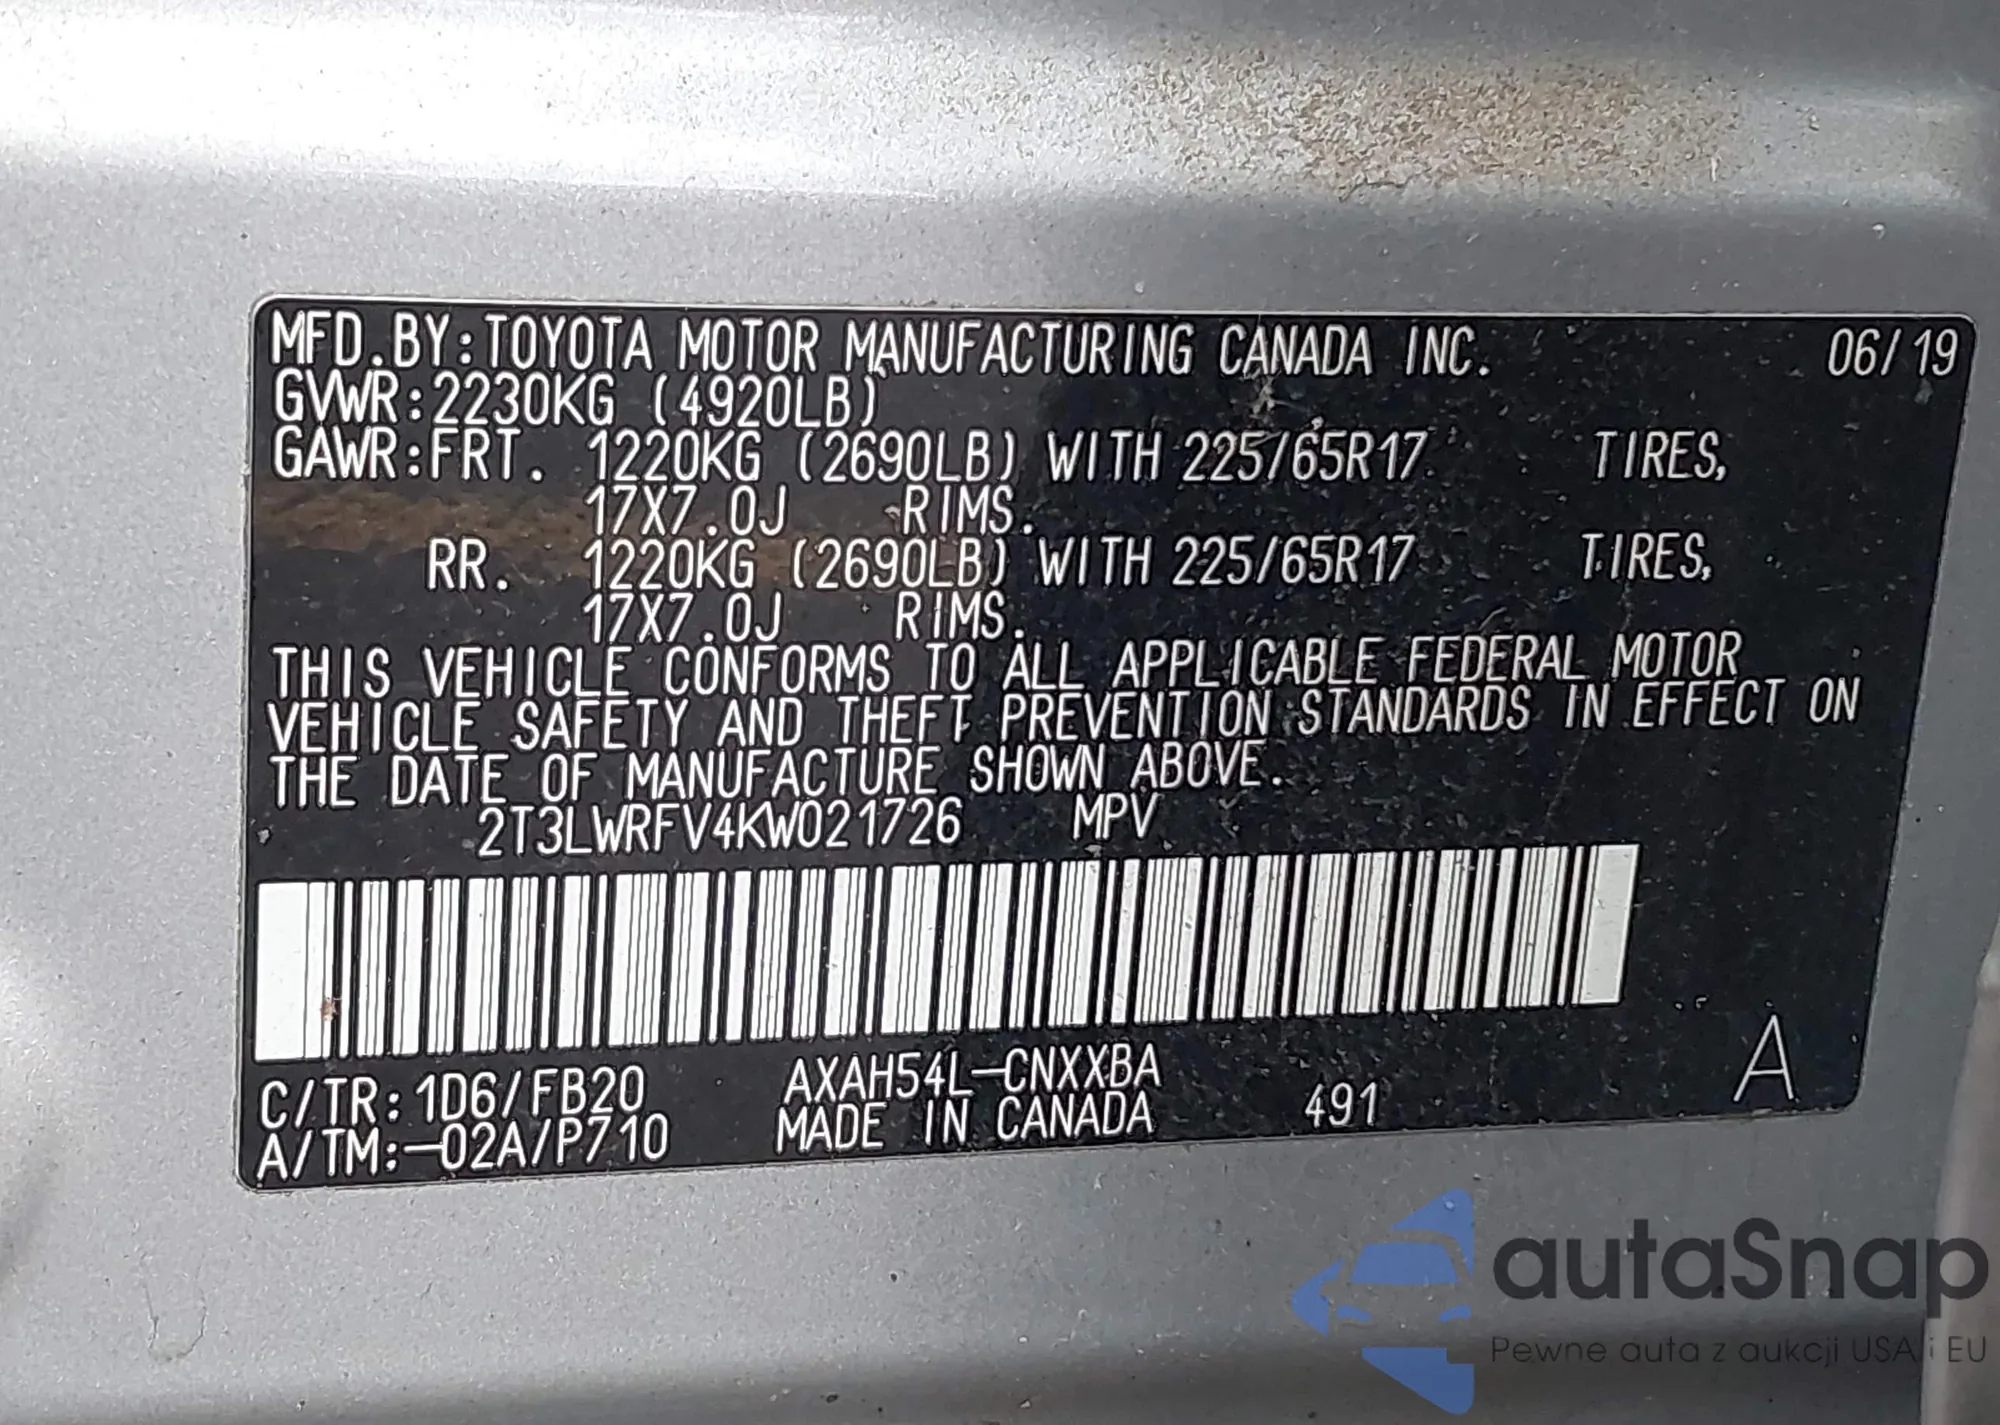 MFD.BY:TOYOTA MOTOR MANUFACTURING CANADA INC. 06/19
GVWR:2230KG (4920LB)
GAWR:FRT. 1220KG (2690LB) WITH 225/65R17 TIRES,
17X7.0J RIMS.
RR. 1220KG (2690LB) WITH 225/65R17 TIRES,
17X7.0J RIMS.
THIS VEHICLE CONFORMS TO ALL APPLICABLE FEDERAL MOTOR
VEHICLE SAFETY AND THEFT PREVENTION STANDARDS IN EFFECT ON
THE DATE OF MANUFACTURE SHOWN ABOVE.
2T3LWRFV4KW021726 MPV
C/TR:1D6/FB20 AXAH54L-CNXXBA
A/TM:-02A/P710 MADE IN CANADA 491 A
autaSnap
Pewne auta z aukcji USA i EU